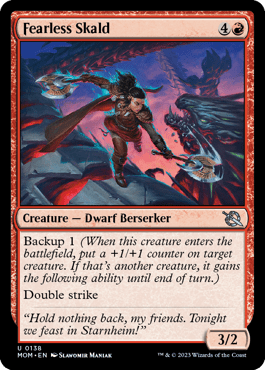 Fearless Skald 4
Creature — Dwarf Berserker
Backup 1 (When this creature enters the
battlefield, put a +1/+1 counter on target
creature. If that's another creature, it gains
the following ability until end of turn.)
Double strike
"Hold nothing back, my friends. Tonight
we feast in Starnheim!"
3/2
U 0138
MOM • EN SLAWOMIR MANIAK ™ & © 2023 Wizards of the Coast